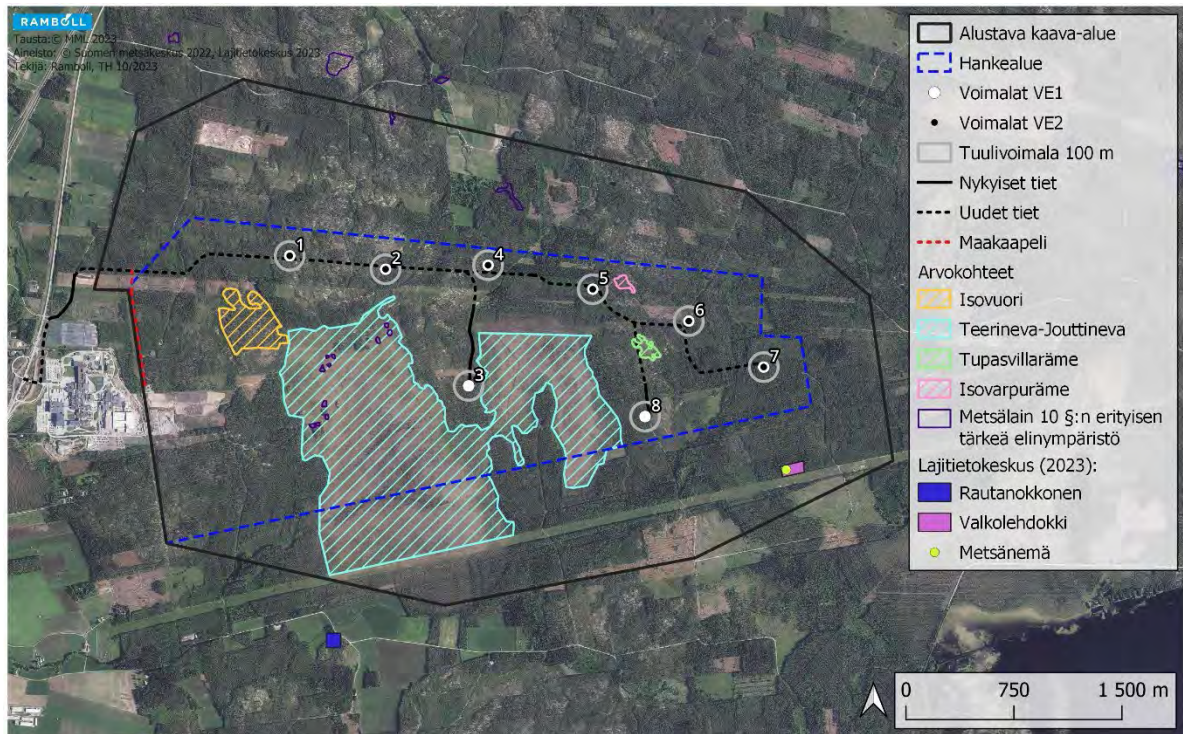 RAMBOLL
Tausta:© MML 2023
Aineisto: © Suomen metsäkeskus 2022, Lajitietokeskus 2023
Tekijä: Ramboll, TH 10/2023
1
2
4
5
6
7
3
8
Alustava kaava-alue
Hankealue
Voimalat VE1
Voimalat VE2
Tuulivoimala 100 m
Nykyiset tiet
Uudet tiet
Maakaapeli
Arvokohteet
Isovuori
Teerineva-Jouttineva
Tupasvillaräme
Isovarpuräme
Metsälain 10 §:n erityisen
tärkeä elinympäristö
Lajitietokeskus (2023):
Rautanokkonen
Valkolehdokki
Metsänemä
0 750 1 500 m